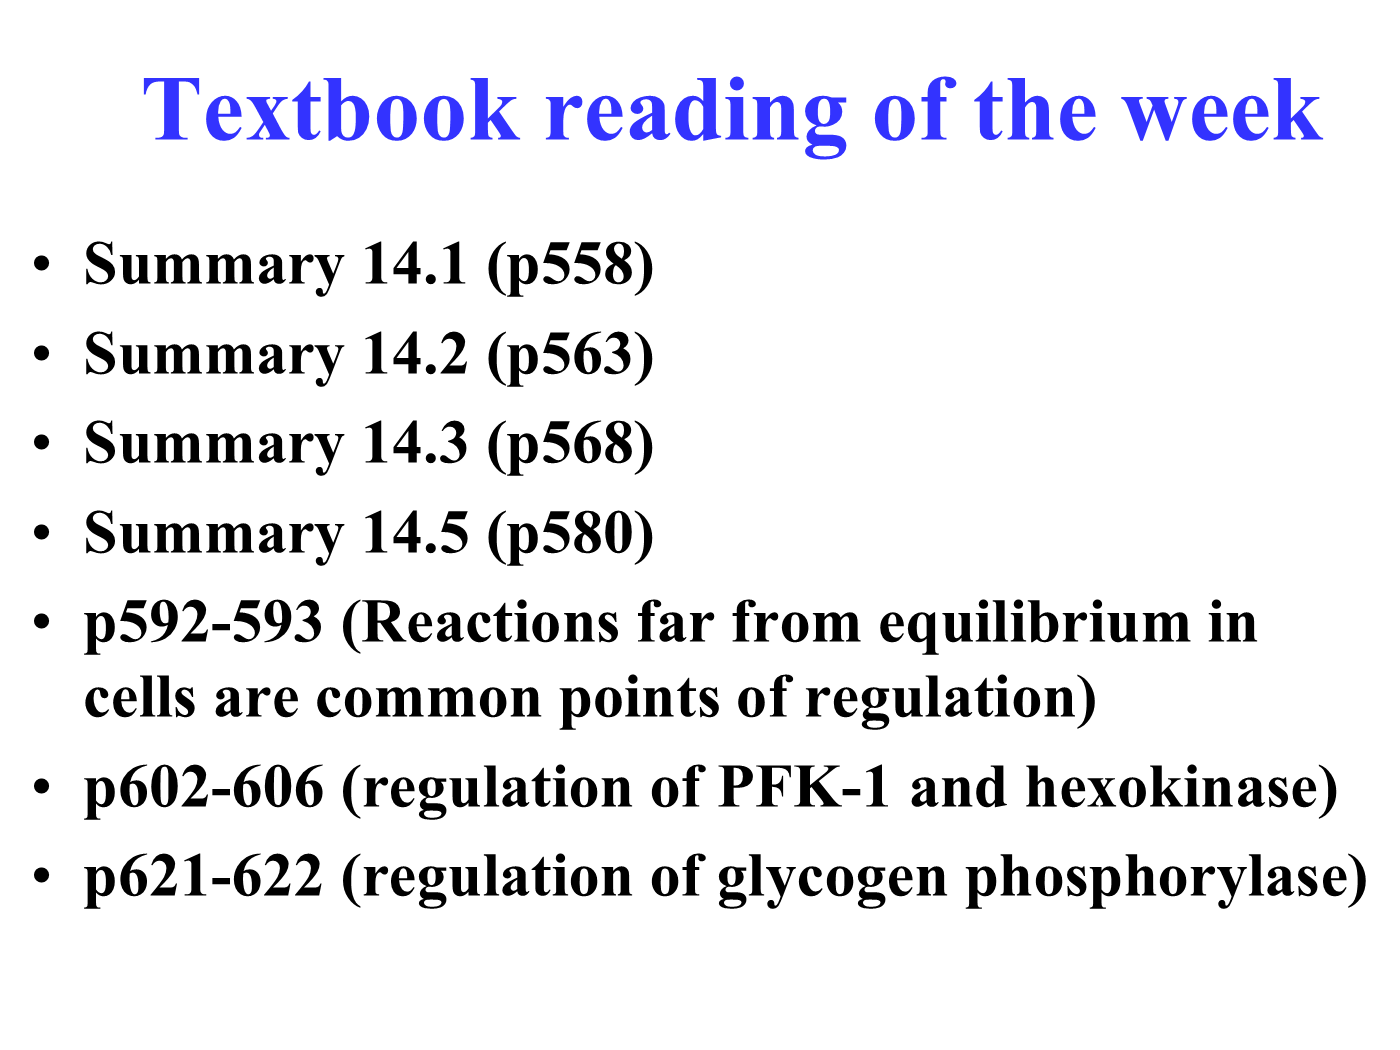 Textbook reading of the week
• Summary 14.1 (p558)
• Summary 14.2 (p563)
• Summary 14.3 (p568)
• Summary 14.5 (p580)
• p592-593 (Reactions far from equilibrium in
cells are common points of regulation)
• p602-606 (regulation of PFK-1 and hexokinase)
• p621-622 (regulation of glycogen phosphorylase)